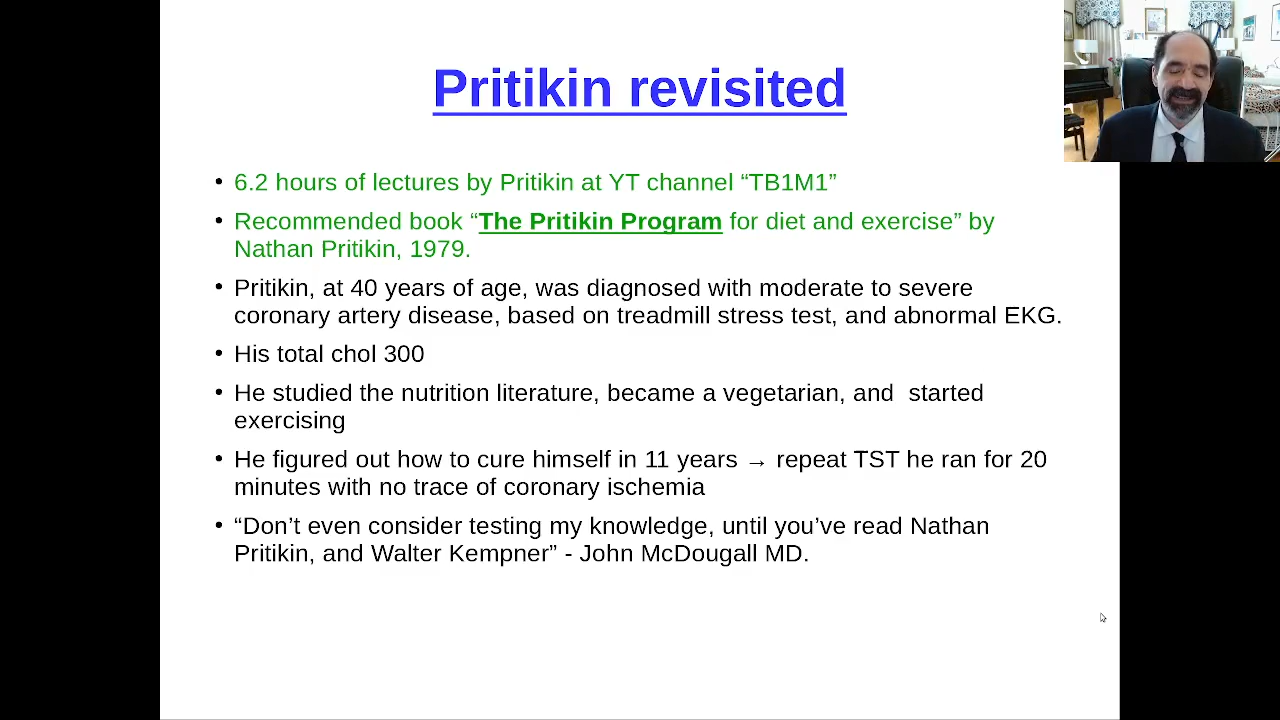 Pritikin revisited
• 6.2 hours of lectures by Pritikin at YT channel “TB1M1”
• Recommended book “The Pritikin Program for diet and exercise” by
Nathan Pritikin, 1979.
• Pritikin, at 40 years of age, was diagnosed with moderate to severe
coronary artery disease, based on treadmill stress test, and abnormal EKG.
• His total chol 300
• He studied the nutrition literature, became a vegetarian, and  started
exercising
• He figured out how to cure himself in 11 years → repeat TST he ran for 20
minutes with no trace of coronary ischemia
• “Don’t even consider testing my knowledge, until you’ve read Nathan
Pritikin, and Walter Kempner” - John McDougall MD.